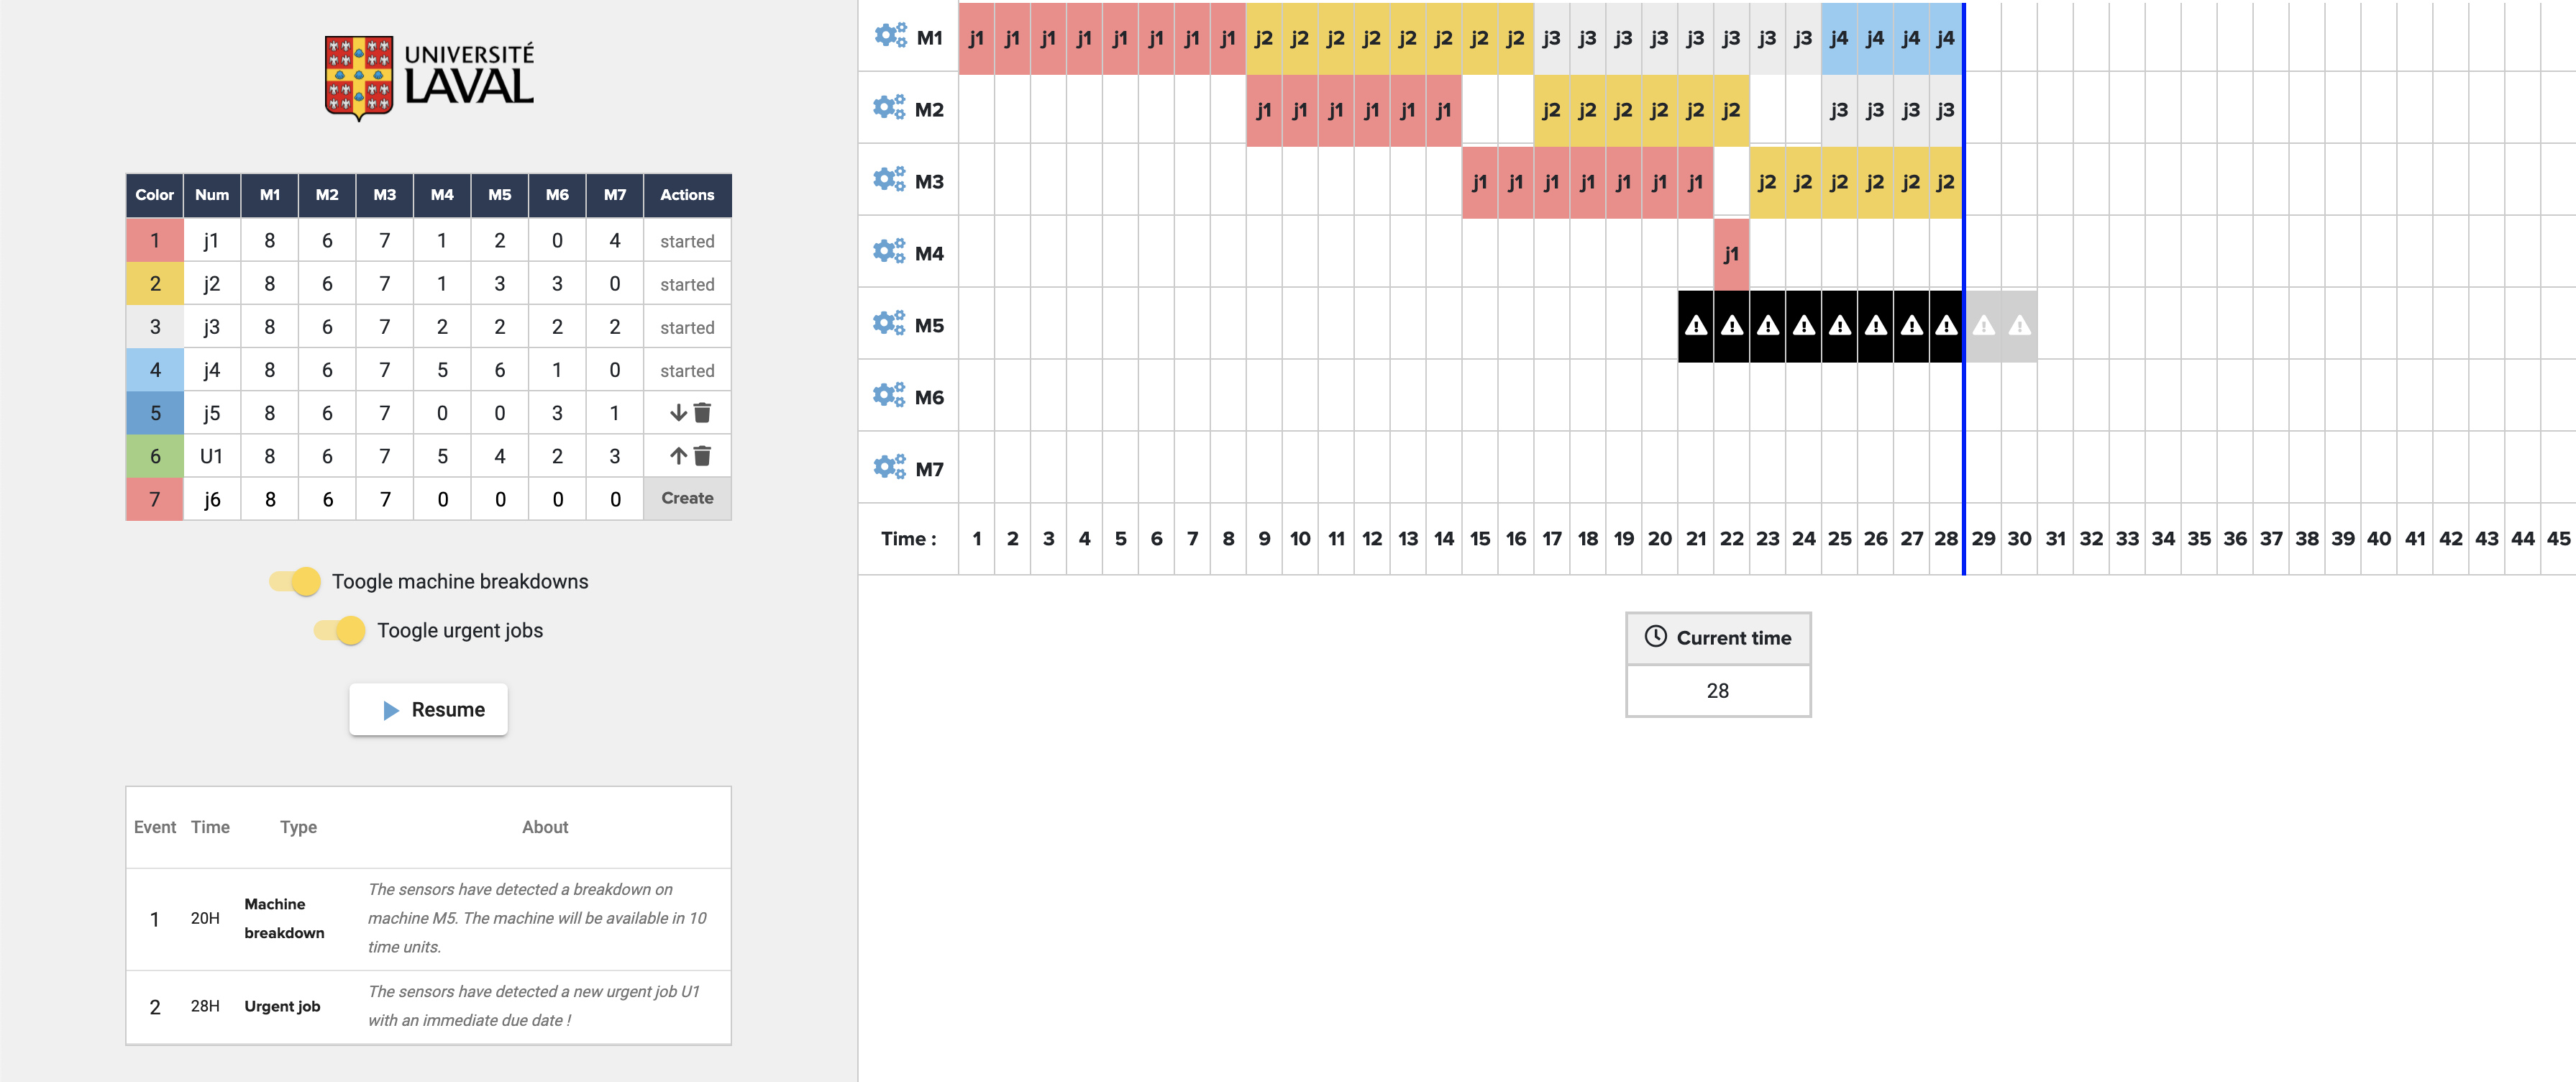 UNIVERSITÉ
LAVAL
Color Num M1 M2 M3 M4 M5 M6 M7 Actions
1 j1 8 6 7 1 2 0 4 started
2 j2 8 6 7 1 3 3 0 started
3 j3 8 6 7 2 2 2 2 started
4 j4 8 6 7 5 6 1 0 started
5 j5 8 6 7 0 0 3 1
6 U1 8 6 7 5 4 2 3
7 j6 8 6 7 0 0 0 0 Create
Toogle machine breakdowns
Toogle urgent jobs
Resume
Event Time Type About
1 20H Machine breakdown The sensors have detected a breakdown on
machine M5. The machine will be available in 10
time units.
2 28H Urgent job The sensors have detected a new urgent job U1
with an immediate due date !
M1 j1 j1 j1 j1 j1 j1 j1 j1 j2 j2 j2 j2 j2 j2 j2 j2 j3 j3 j3 j3 j3 j3 j3 j3 j4 j4 j4 j4
M2 j1 j1 j1 j1 j1 j1 j2 j2 j2 j2 j2 j2 j3 j3 j3 j3
M3 j1 j1 j1 j1 j1 j1 j1 j2 j2 j2 j2 j2 j2
M4 j1
M5
M6
M7
Time : 1 2 3 4 5 6 7 8 9 10 11 12 13 14 15 16 17 18 19 20 21 22 23 24 25 26 27 28 29 30 31 32 33 34 35 36 37 38 39 40 41 42 43 44 45
Current time
28